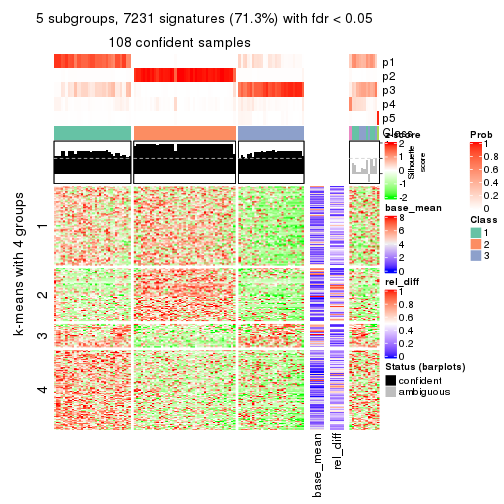 5 subgroups, 7231 signatures (71.3%) with fdr < 0.05
108 confident samples
p1
p2
p3
p4
p5
Class
z-score
2
1
0
-1
-2
Silhouette
score
Prob
1
0.8
0.6
0.4
0.2
0
base_mean
8
6
4
2
0
Class
1
2
3
rel_diff
1
0.8
0.6
0.4
0.2
0
Status (barplots)
confident
ambiguous
k-means with 4 groups
1
2
3
4
base_mean
rel_diff